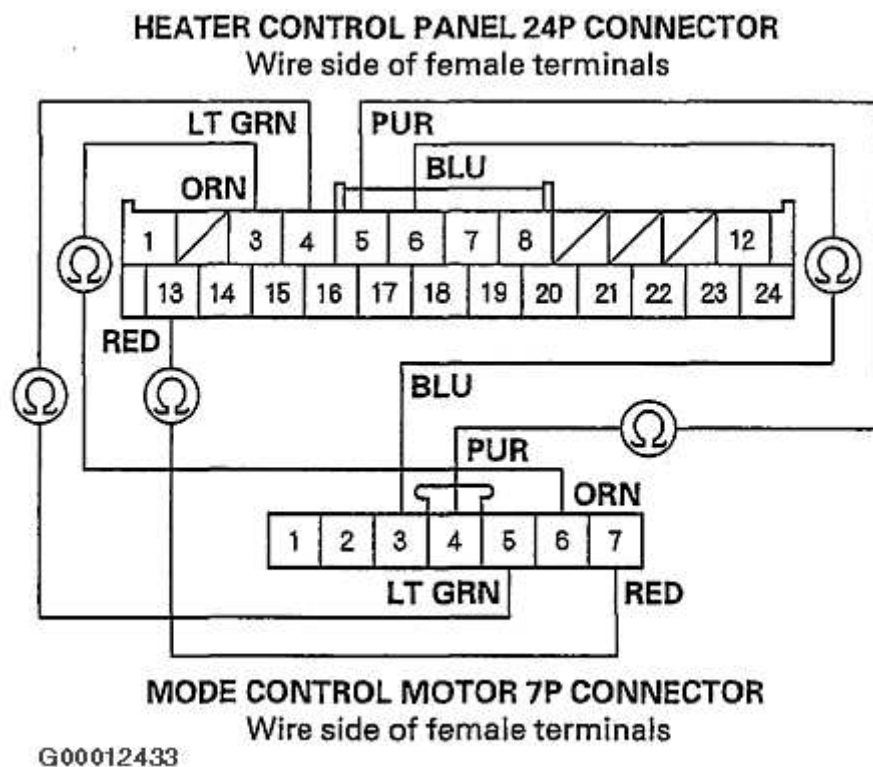 HEATER CONTROL PANEL 24P CONNECTOR
Wire side of female terminals
LT GRN PUR
BLU
ORN
1 3 4 5 6 7 8 12
Ω Ω
13 14 15 16 17 18 19 20 21 22 23 24
RED
Ω Ω BLU
Ω
PUR
ORN
1 2 3 4 5 6 7
LT GRN RED
MODE CONTROL MOTOR 7P CONNECTOR
Wire side of female terminals
G00012433